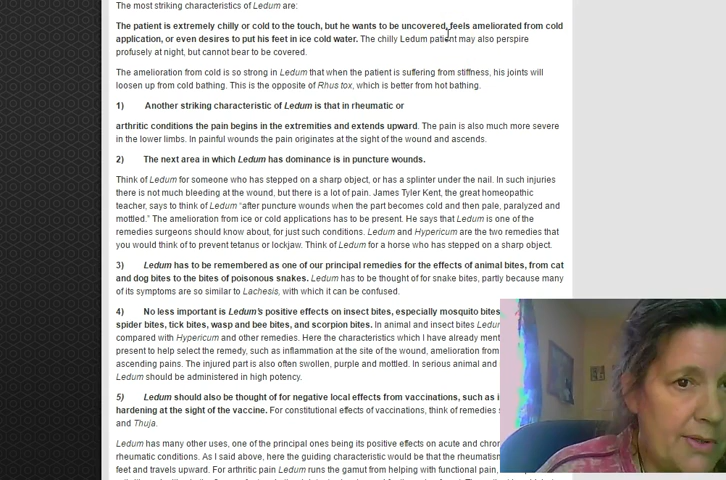 The most striking characteristics of Ledum are:
The patient is extremely chilly or cold to the touch, but he wants to be uncovered, feels ameliorated from cold
application, or even desires to put his feet in ice cold water. The chilly Ledum patient may also perspire
profusely at night, but cannot bear to be covered.
The amelioration from cold is so strong in Ledum that when the patient is suffering from stiffness, his joints will
loosen up from cold bathing. This is the opposite of Rhus tox, which is better from hot bathing.
1) Another striking characteristic of Ledum is that in rheumatic or
arthritic conditions the pain begins in the extremities and extends upward. The pain is also much more severe
in the lower limbs. In painful wounds the pain originates at the sight of the wound and ascends.
2) The next area in which Ledum has dominance is in puncture wounds.
Think of Ledum for someone who has stepped on a sharp object, or has a splinter under the nail. In such injuries
there is not much bleeding at the wound, but there is a lot of pain. James Tyler Kent, the great homeopathic
teacher, says to think of Ledum “after puncture wounds when the part becomes cold and then pale, paralyzed and
mottled.” The amelioration from ice or cold applications has to be present. He says that Ledum is one of the
remedies surgeons should know about, for just such conditions. Ledum and Hypericum are the two remedies that
you would think of to prevent tetanus or lockjaw. Think of Ledum for a horse who has stepped on a sharp object.
3) Ledum has to be remembered as one of our principal remedies for the effects of animal bites, from cat
and dog bites to the bites of poisonous snakes. Ledum has to be thought of for snake bites, partly because many
of its symptoms are so similar to Lachesis, with which it can be confused.
4) No less important is Ledum's positive effects on insect bites, especially mosquito bites
spider bites, tick bites, wasp and bee bites, and scorpion bites. In animal and insect bites
compared with Hypericum and other remedies. Here the characteristics which I have already
present to help select the remedy, such as inflammation at the site of the wound, amelioration from
ascending pains. The injured part is also often swollen, purple and mottled. In serious animal and
Ledum should be administered in high potency.
5) Ledum should also be thought of for negative local effects from vaccinations, such as
hardening at the sight of the vaccine. For constitutional effects of vaccinations, think of remedies
and Thuja.
Ledum has many other uses, one of the principal ones being its positive effects on acute and
rheumatic conditions. As I said above, here the guiding characteristic would be that the
feet and travels upward. For arthritic pain Ledum runs the gamut from helping with functional pain,